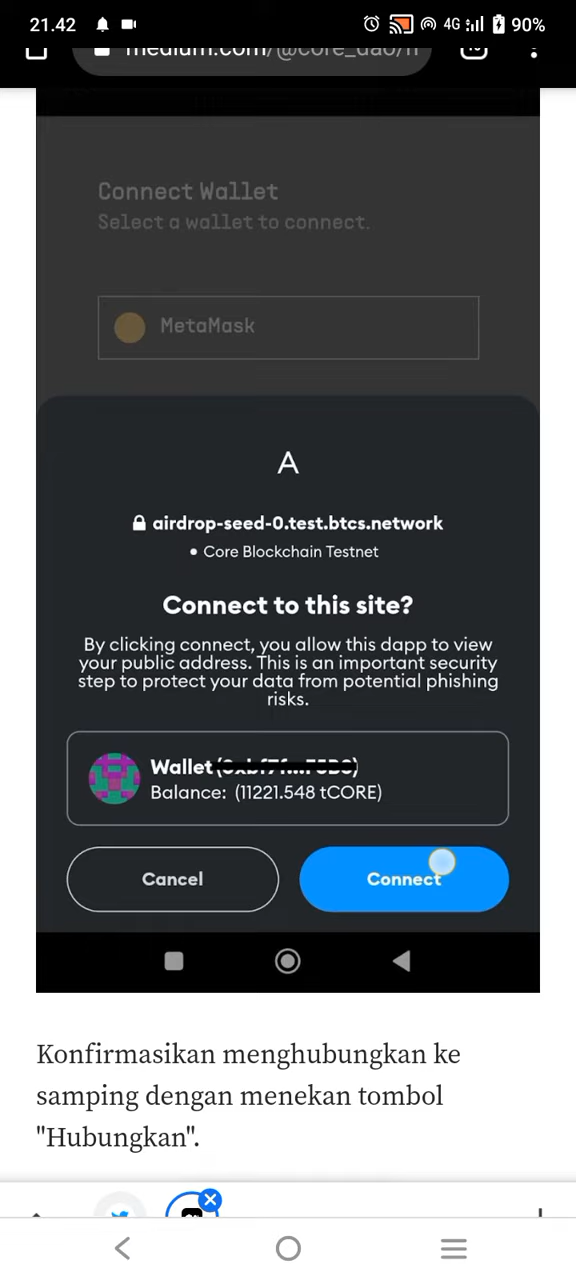 21.42
4G
90%
medium.com/@core_dao/
Connect Wallet
Select a wallet to connect.
MetaMask
A
airdrop-seed-0.test.btcs.network
• Core Blockchain Testnet
Connect to this site?
By clicking connect, you allow this dapp to view
your public address. This is an important security
step to protect your data from potential phishing
risks.
Wallet
Balance: (11221.548 tCORE)
Cancel
Connect
Konfirmasikan menghubungkan ke
samping dengan menekan tombol
"Hubungkan".